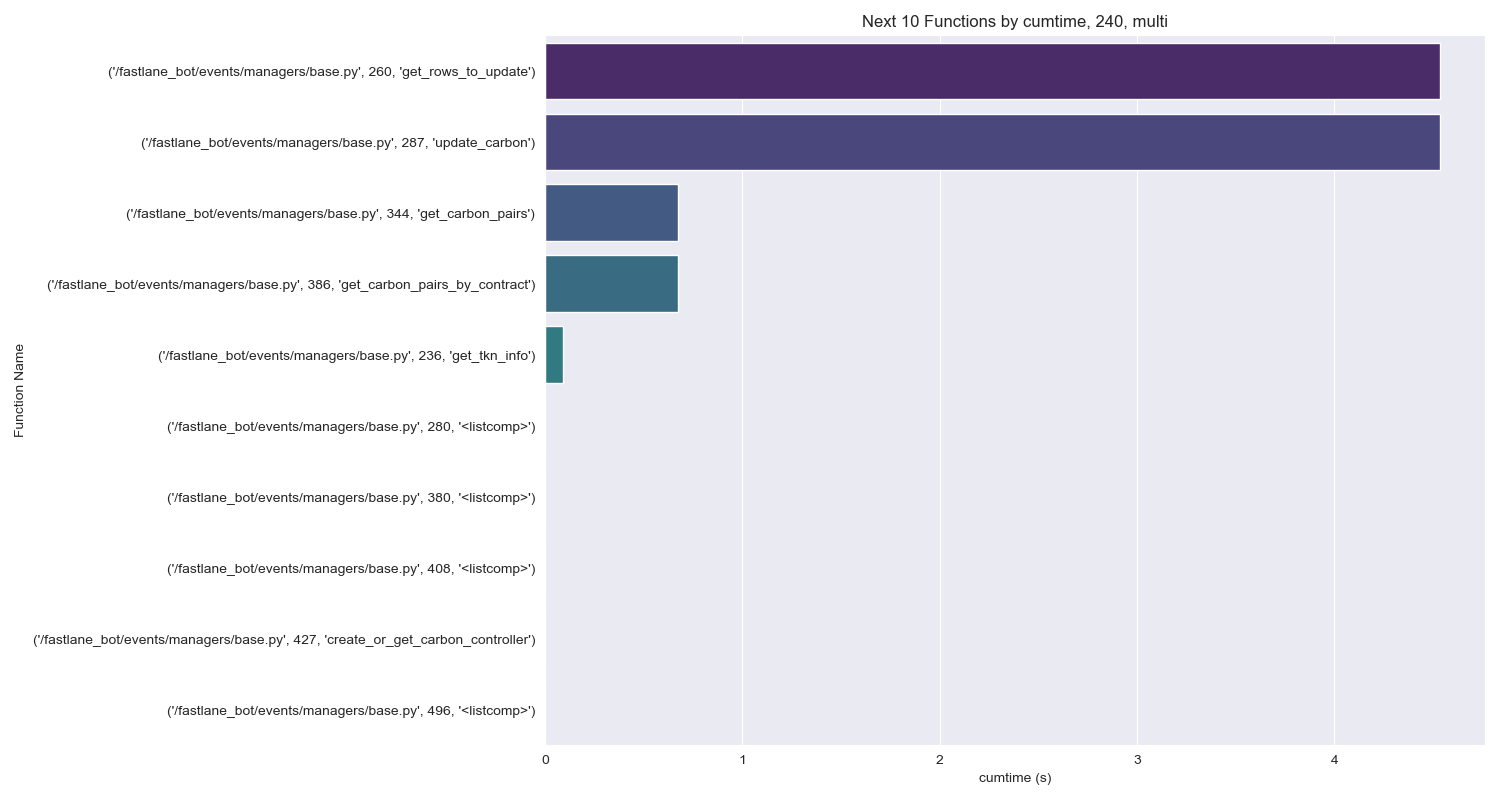 Next 10 Functions by cumtime, 240, multi
('/fastlane_bot/events/managers/base.py', 260, 'get_rows_to_update')
('/fastlane_bot/events/managers/base.py', 287, 'update_carbon')
('/fastlane_bot/events/managers/base.py', 344, 'get_carbon_pairs')
('/fastlane_bot/events/managers/base.py', 386, 'get_carbon_pairs_by_contract')
('/fastlane_bot/events/managers/base.py', 236, 'get_tkn_info')
('/fastlane_bot/events/managers/base.py', 280, '<listcomp>')
('/fastlane_bot/events/managers/base.py', 380, '<listcomp>')
('/fastlane_bot/events/managers/base.py', 408, '<listcomp>')
('/fastlane_bot/events/managers/base.py', 427, 'create_or_get_carbon_controller')
('/fastlane_bot/events/managers/base.py', 496, '<listcomp>')
Function Name
0 1 2 3 4
cumtime (s)